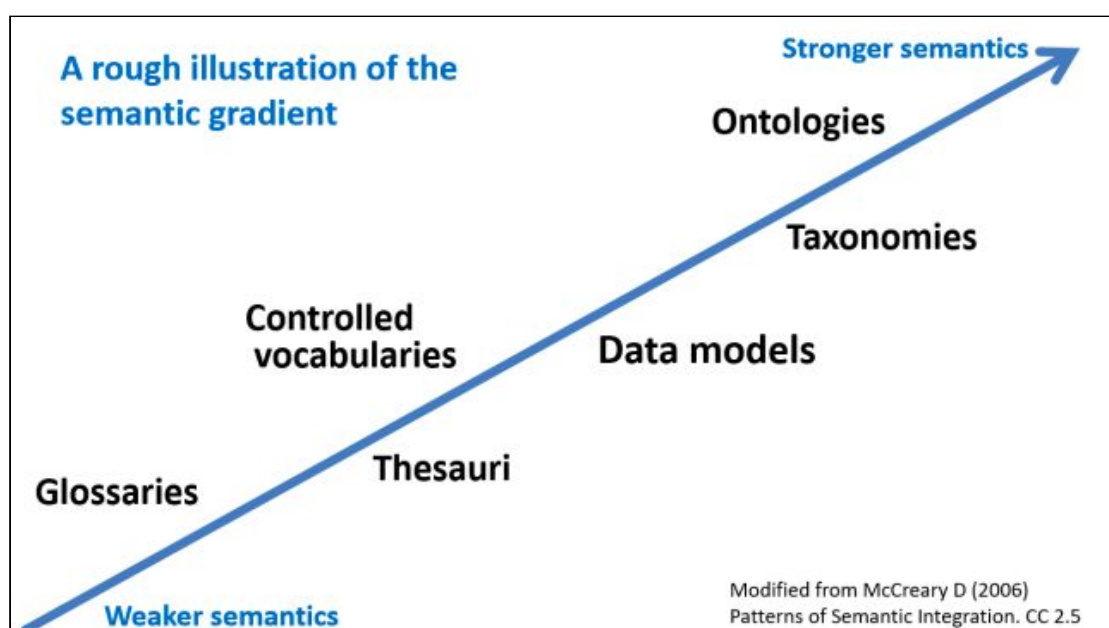 A rough illustration of the
semantic gradient
Stronger semantics
Ontologies
Taxonomies
Controlled
vocabularies
Data models
Thesauri
Glossaries
Weaker semantics
Modified from McCreary D (2006)
Patterns of Semantic Integration. CC 2.5